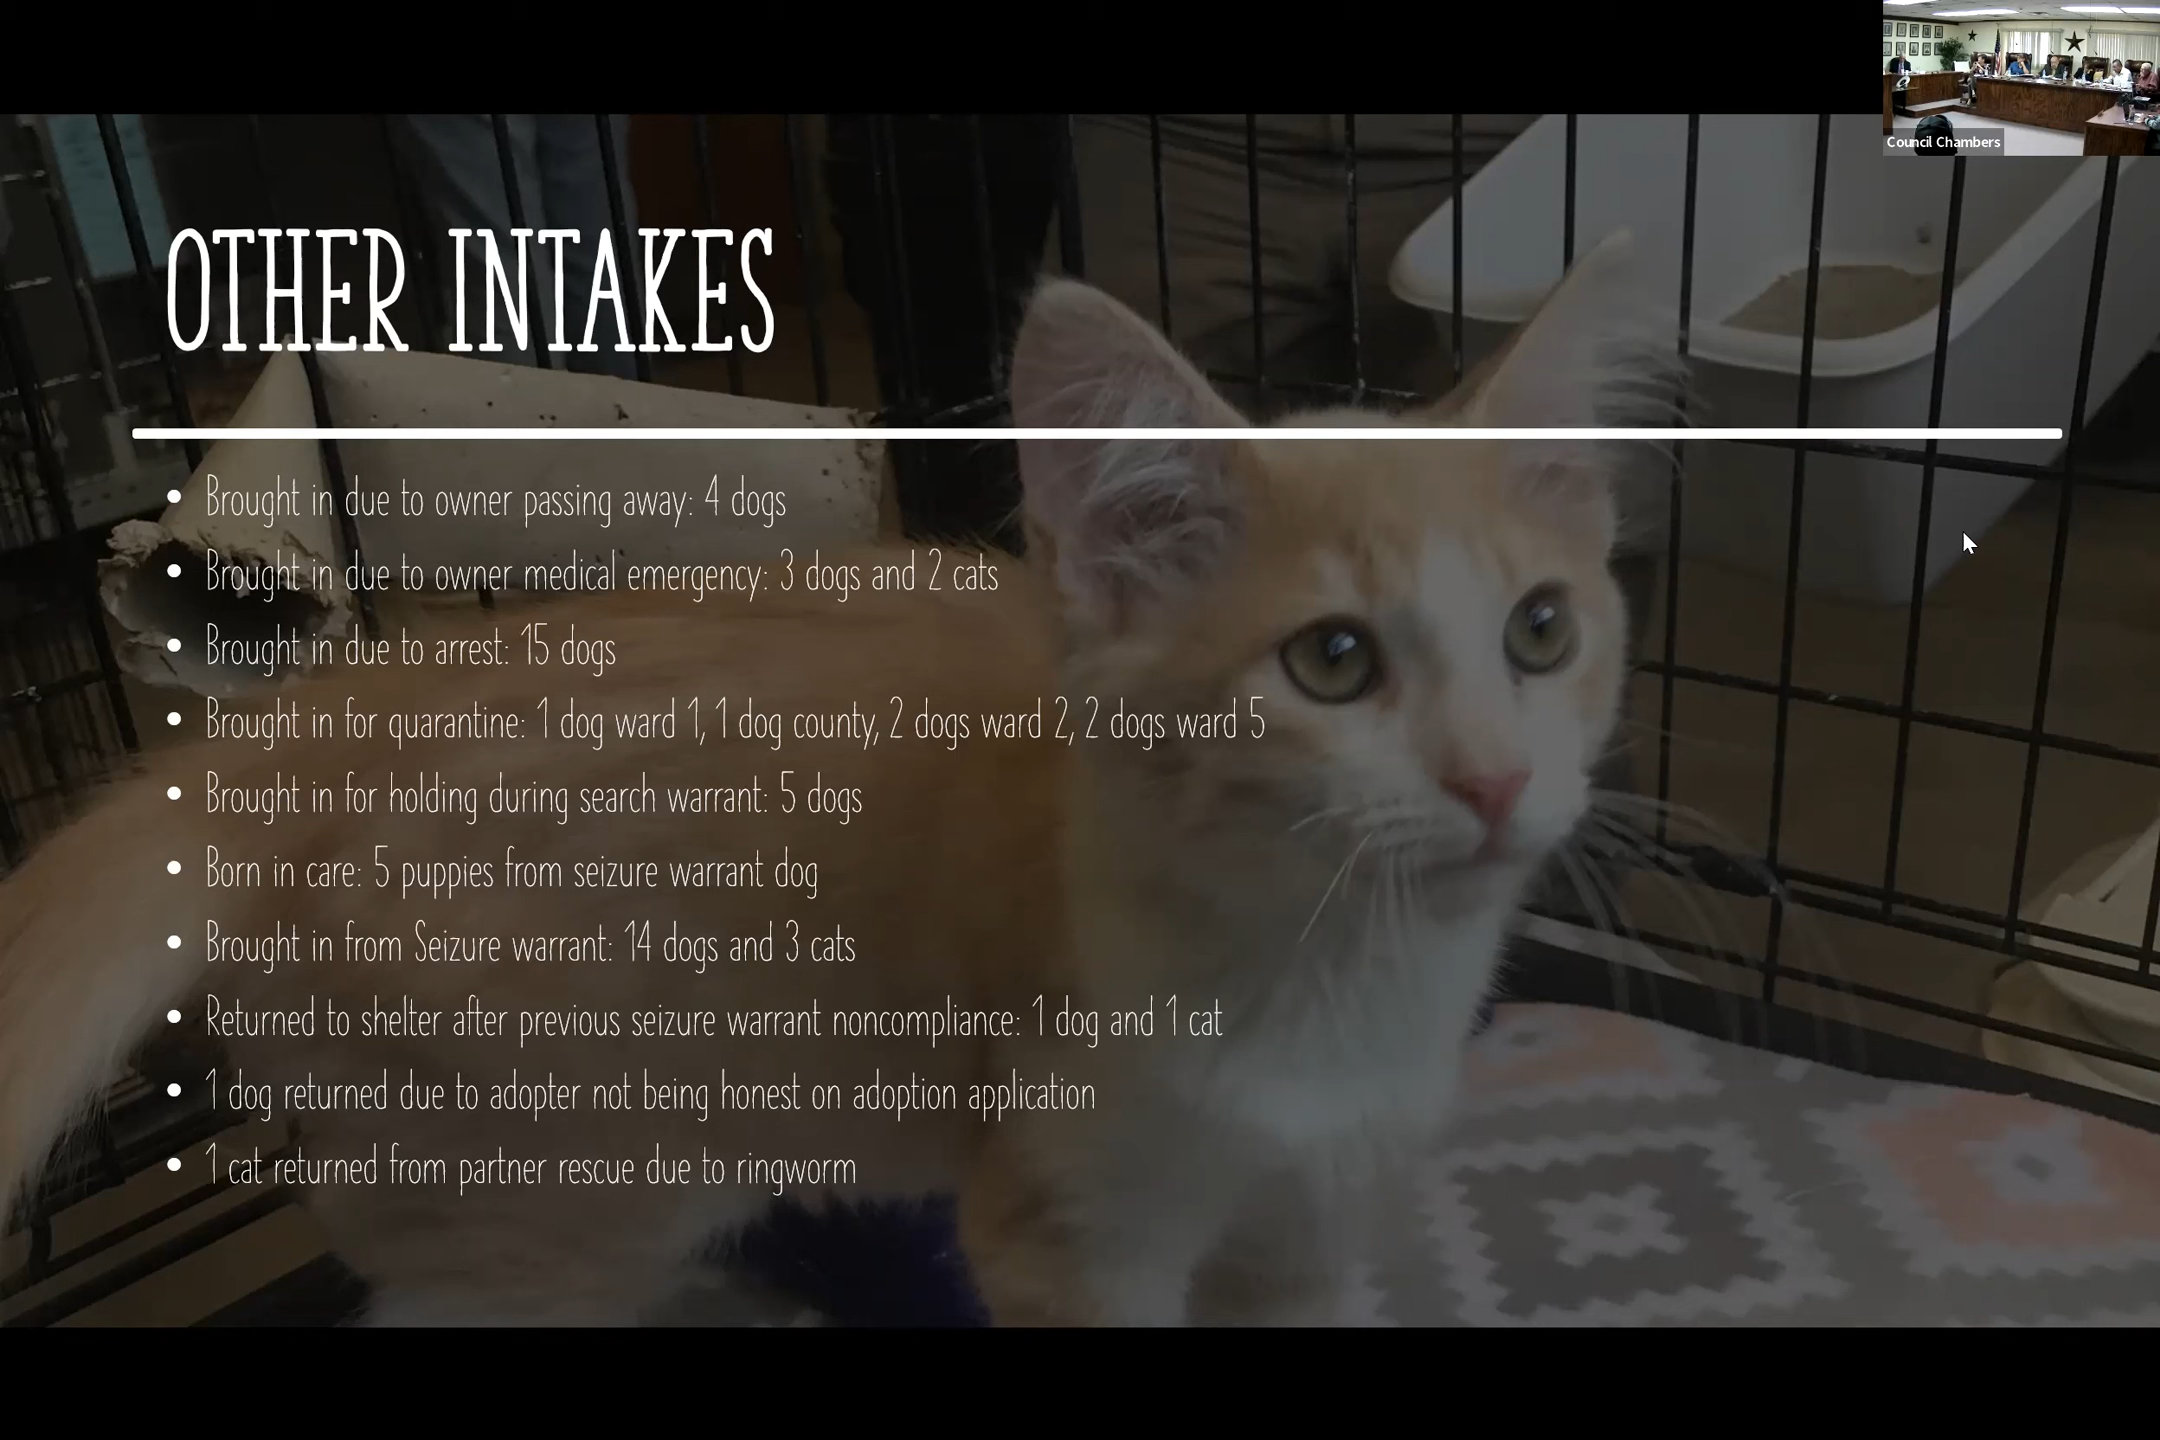 Council Chambers
OTHER INTAKES
• Brought in due to owner passing away: 4 dogs
• Brought in due to owner medical emergency: 3 dogs and 2 cats
• Brought in due to arrest: 15 dogs
• Brought in for quarantine: 1 dog ward 1, 1 dog county, 2 dogs ward 2, 2 dogs ward 5
• Brought in for holding during search warrant: 5 dogs
• Born in care: 5 puppies from seizure warrant dog
• Brought in from Seizure warrant: 14 dogs and 3 cats
• Returned to shelter after previous seizure warrant noncompliance: 1 dog and 1 cat
• 1 dog returned due to adopter not being honest on adoption application
• 1 cat returned from partner rescue due to ringworm